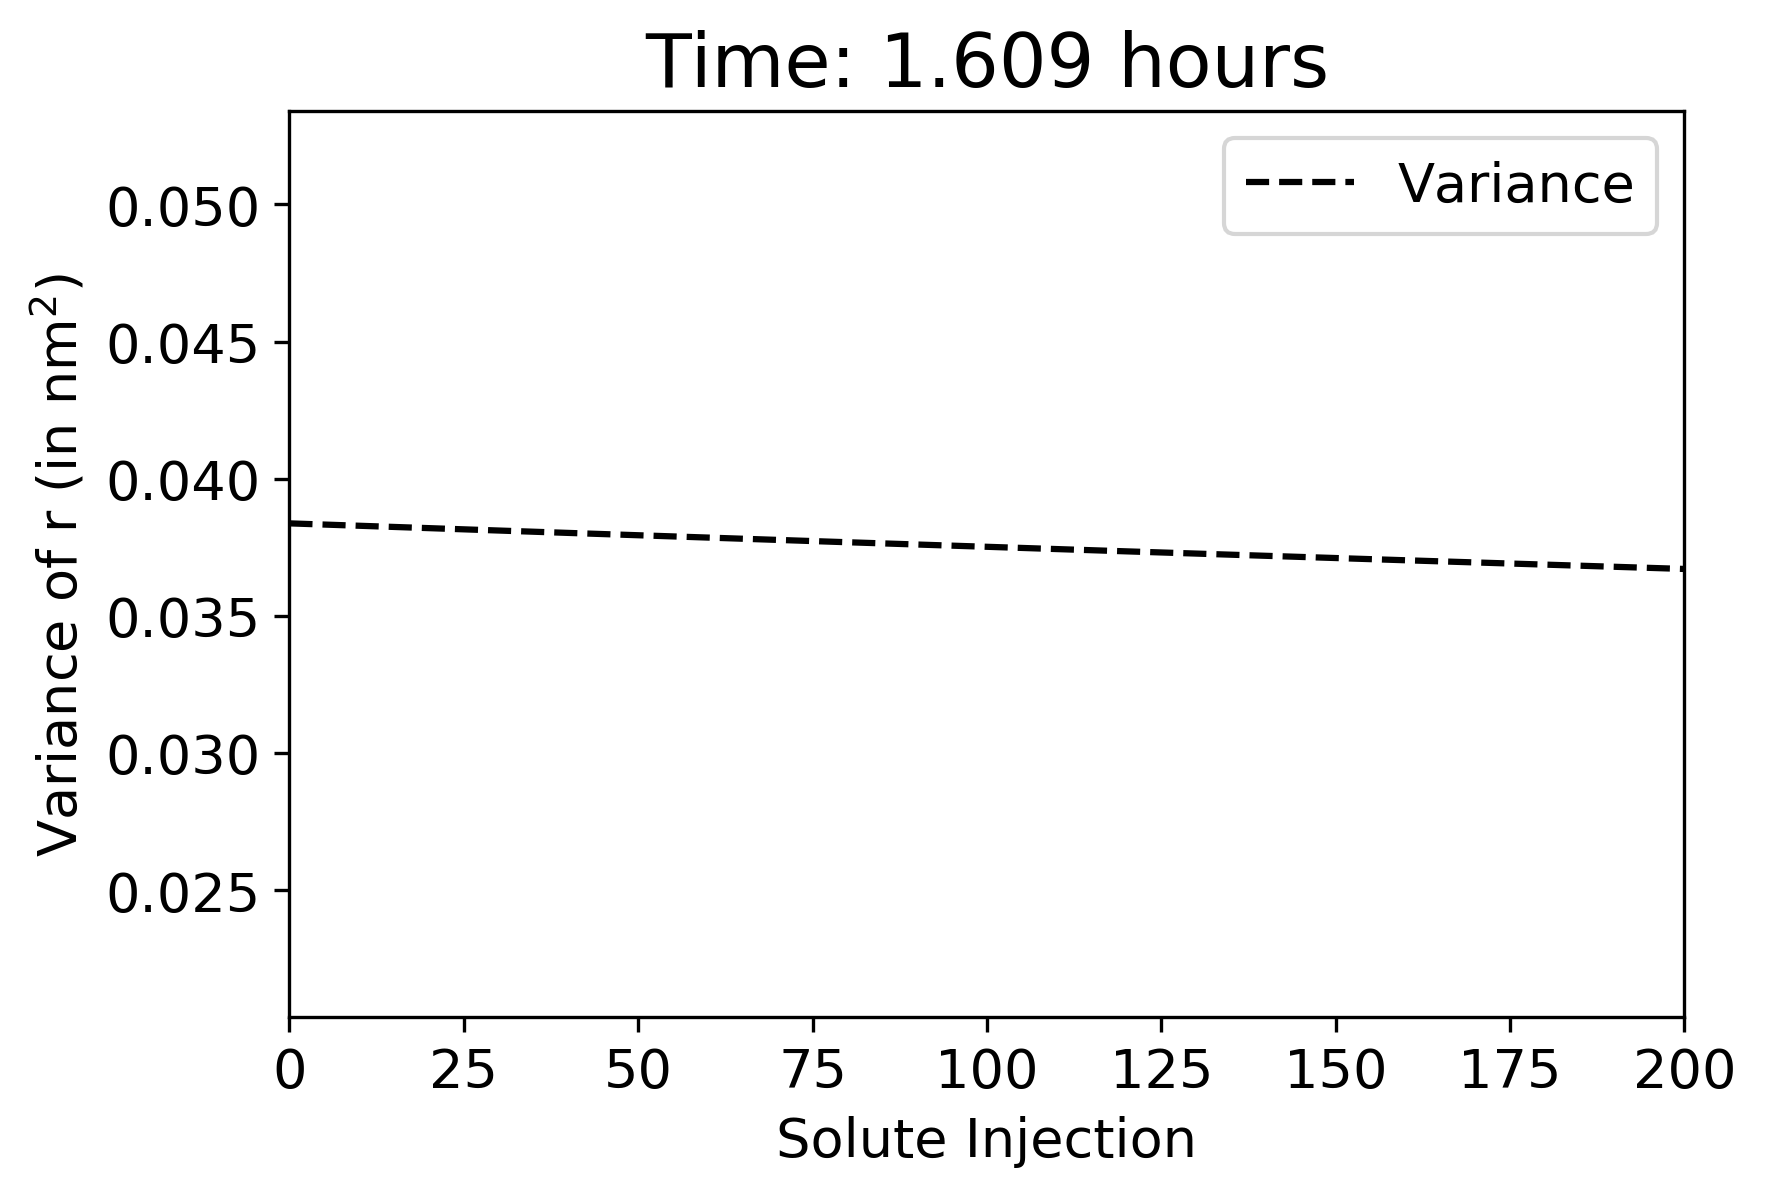 Time: 1.609 hours
Variance
Variance of r (in nm²)
0.050
0.045
0.040
0.035
0.030
0.025
0 25 50 75 100 125 150 175 200
Solute Injection